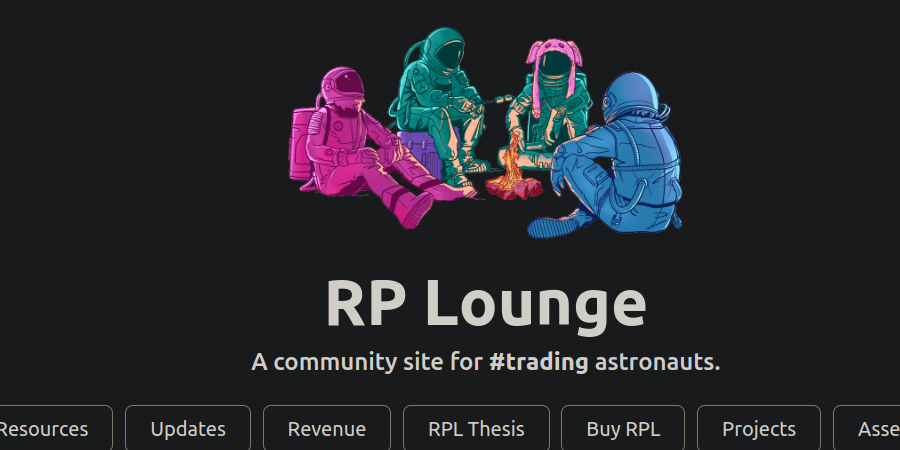 RP Lounge
A community site for #trading astronauts.
Resources Updates Revenue RPL Thesis Buy RPL Projects